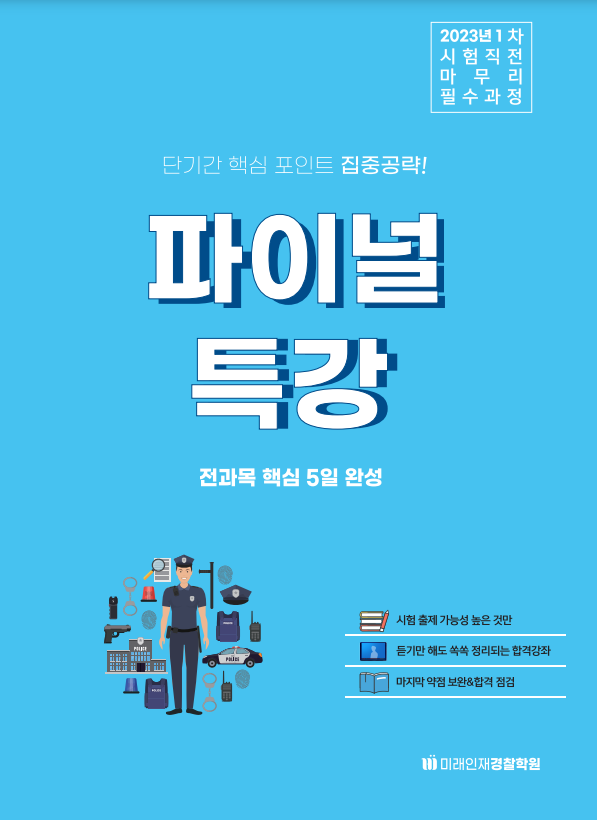 2023년 1 차
시 험 직 전
마 무 리
필 수 과 정
단기간 핵심 포인트 집중공략!
파이널
특강
전과목 핵심 5일 완성
POLICE
POLICE
POLICE
시험 출제 가능성 높은 것만
듣기만 해도 쏙쏙 정리되는 합격강좌
마지막 약점 보완&합격 점검
미래인재경찰학원